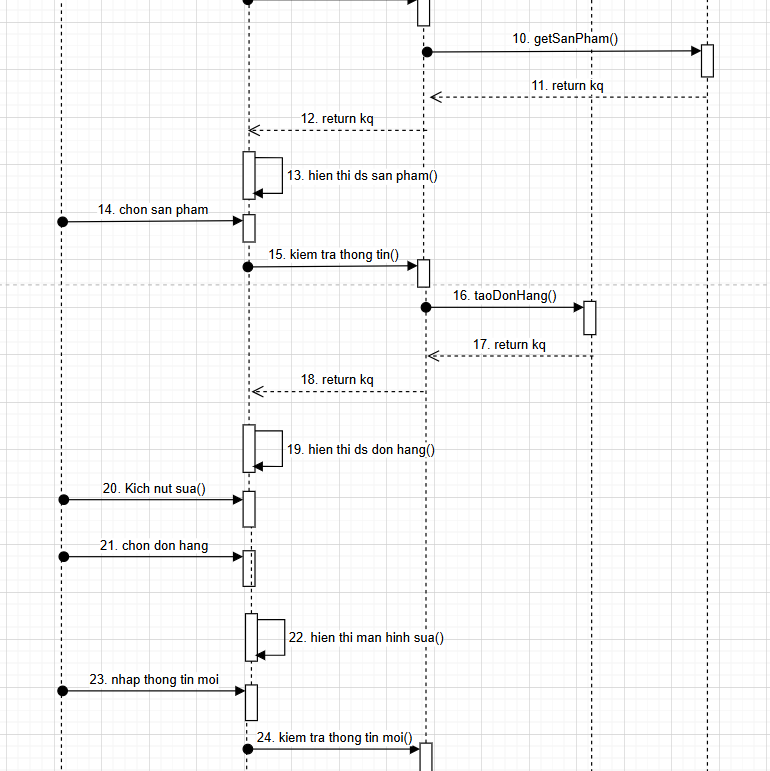 10. getSanPham()
11. return kq
12. return kq
13. hien thi ds san pham()
14. chon san pham
15. kiem tra thong tin()
16. taoDonHang()
17. return kq
18. return kq
19. hien thi ds don hang()
20. Kich nut sua()
21. chon don hang
22. hien thi man hinh sua()
23. nhap thong tin moi
24. kiem tra thong tin moi()